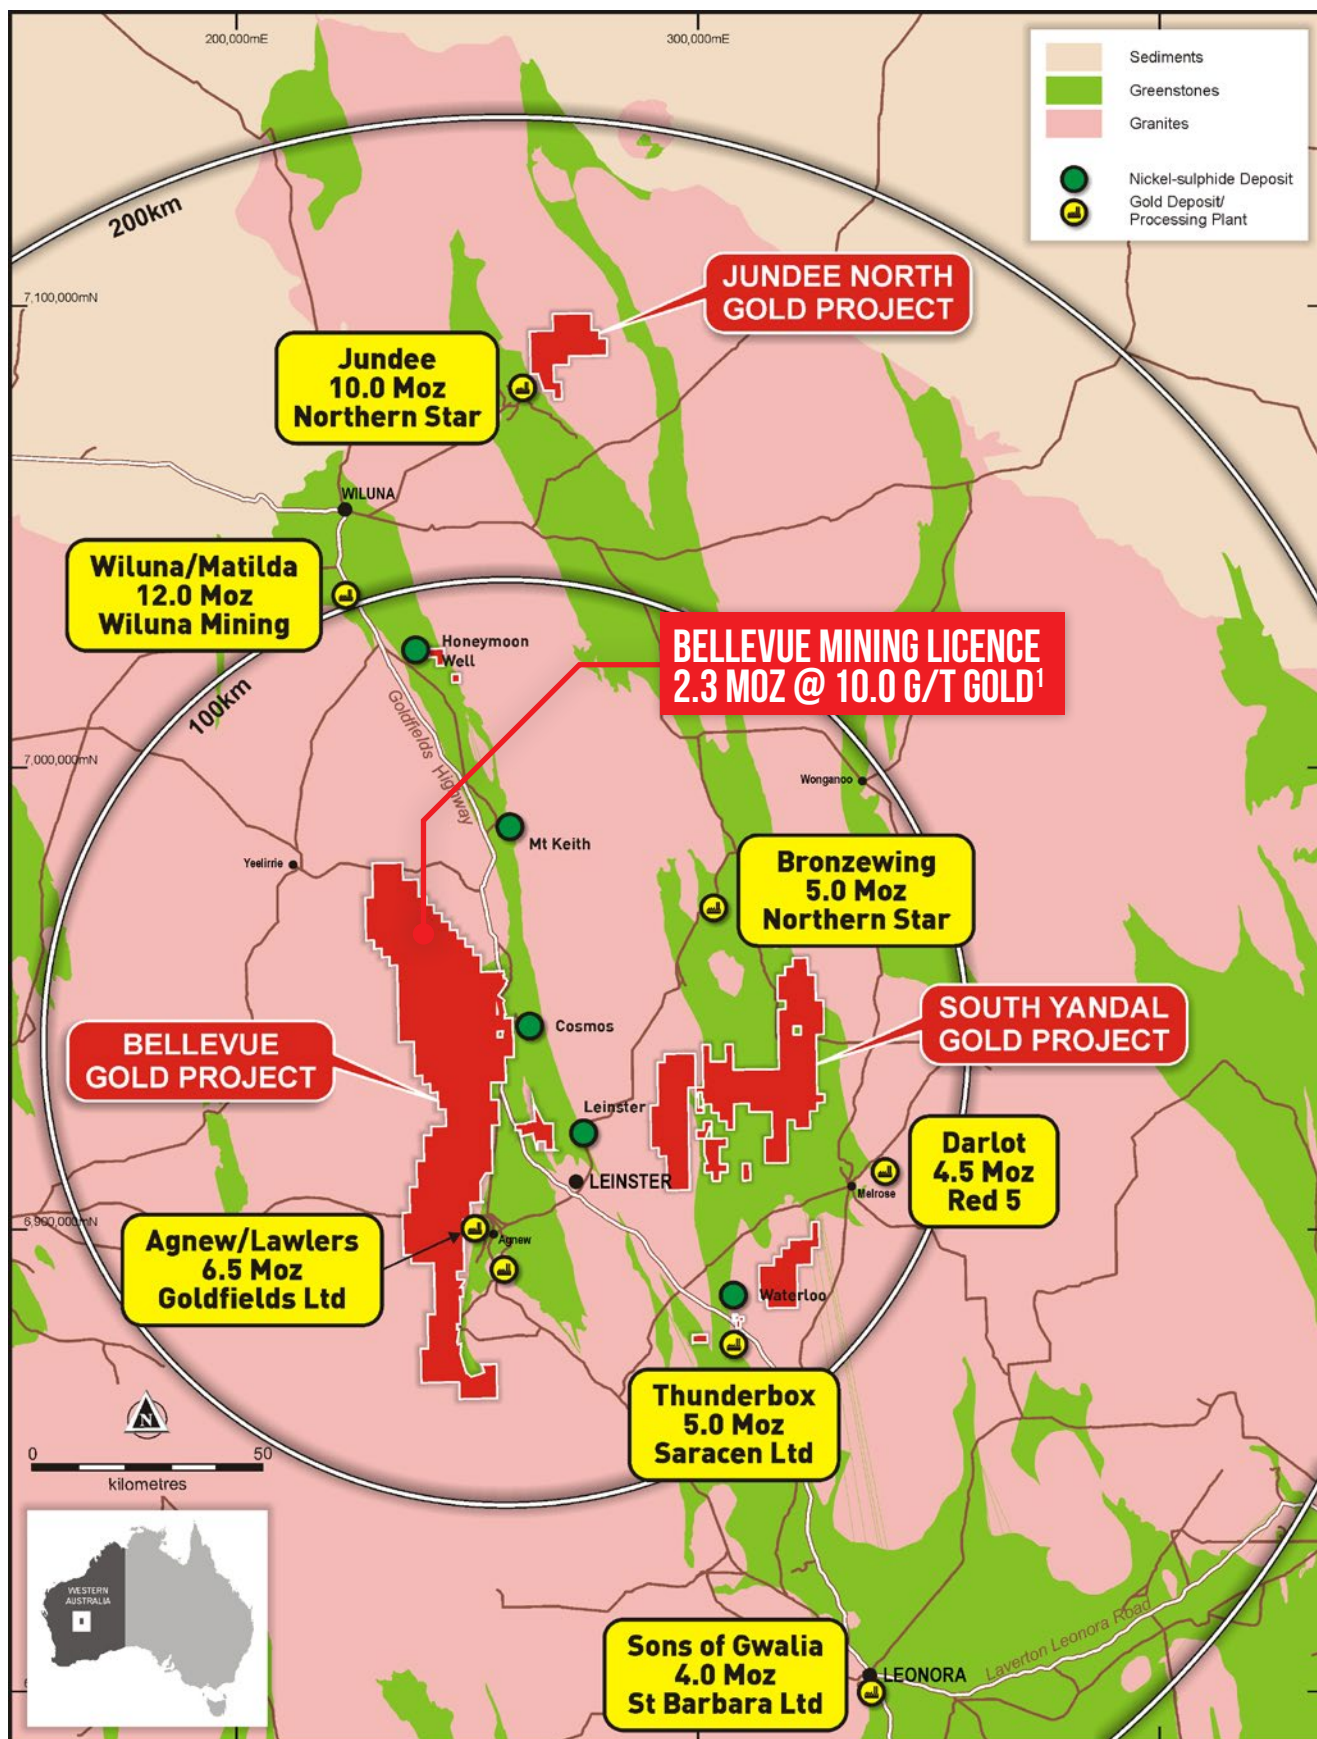 200,000mE
300,000mE
Sediments
Greenstones
Granites
Nickel-sulphide Deposit
Gold Deposit/
Processing Plant
200km
7,100,000mN
JUNDEE NORTH
GOLD PROJECT
Jundee
10.0 Moz
Northern Star
WILUNA
Wiluna/Matilda
12.0 Moz
Wiluna Mining
Honeymoon
Well
BELLEVUE MINING LICENCE
2.3 MOZ @ 10.0 G/T GOLD¹
100km
Goldfields Highway
7,000,000mN
Wonganoo
Mt Keith
Yeelirrie
Bronzewing
5.0 Moz
Northern Star
SOUTH YANDAL
GOLD PROJECT
Cosmos
BELLEVUE
GOLD PROJECT
Leinster
LEINSTER
Darlot
4.5 Moz
Red 5
Melrose
6,900,000mN
Agnew/Lawlers
6.5 Moz
Goldfields Ltd
Agnew
Waterloo
Thunderbox
5.0 Moz
Saracen Ltd
N
0
50
kilometres
WESTERN
AUSTRALIA
Sons of Gwalia
4.0 Moz
St Barbara Ltd
LEONORA
Laverton Leonora Road